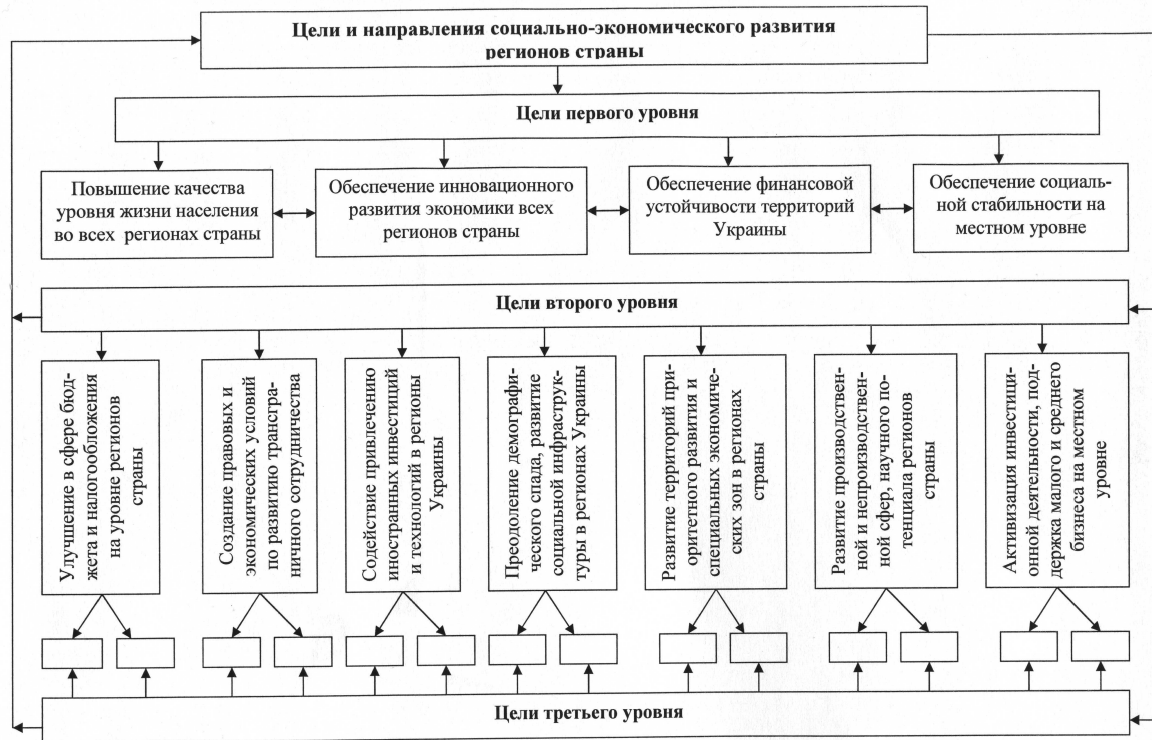 Цели и направления социально-экономического развития
регионов страны
Цели первого уровня
Повышение качества
уровня жизни населения
во всех регионах страны
Обеспечение инновационного
развития экономики всех
регионов страны
Обеспечение финансовой
устойчивости территорий
Украины
Обеспечение социаль-
ной стабильности на
местном уровне
Цели второго уровня
Улучшение в сфере бюд-
жета и налогообложения
на уровне регионов
страны
Создание правовых и
экономических условий
по развитию трансгра-
ничного сотрудничества
Содействие привлечению
иностранных инвестиций
и технологий в регионы
Украины
Преодоление демографи-
ческого спада, развитие
социальной инфраструк-
туры в регионах Украины
Развитие территорий при-
оритетного развития и
специальных экономиче-
ских зон в регионах
страны
Развитие производствен-
ной и непроизводствен-
ной сфер, научного по-
тенциала регионов
страны
Активизация инвестици-
онной деятельности, под-
держка малого и среднего
бизнеса на местном
уровне
Цели третьего уровня